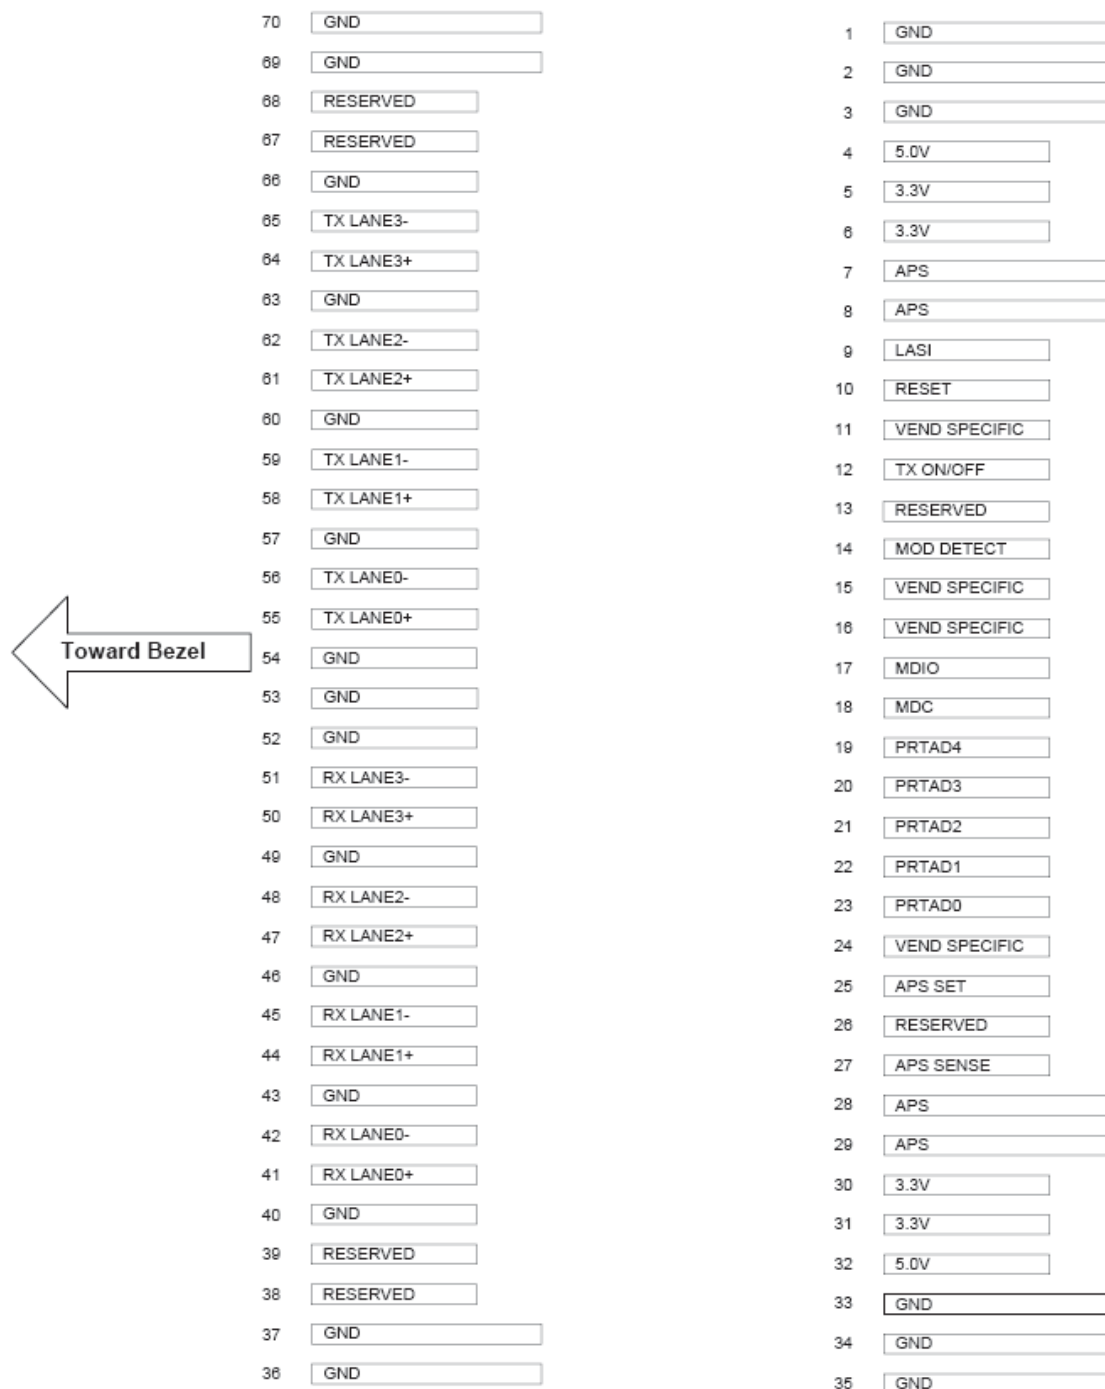 70 GND
69 GND
68 RESERVED
67 RESERVED
66 GND
65 TX LANE3-
64 TX LANE3+
63 GND
62 TX LANE2-
61 TX LANE2+
60 GND
59 TX LANE1-
58 TX LANE1+
57 GND
56 TX LANE0-
55 TX LANE0+
Toward Bezel
54 GND
53 GND
52 GND
51 RX LANE3-
50 RX LANE3+
49 GND
48 RX LANE2-
47 RX LANE2+
46 GND
45 RX LANE1-
44 RX LANE1+
43 GND
42 RX LANE0-
41 RX LANE0+
40 GND
39 RESERVED
38 RESERVED
37 GND
36 GND
1 GND
2 GND
3 GND
4 5.0V
5 3.3V
6 3.3V
7 APS
8 APS
9 LASI
10 RESET
11 VEND SPECIFIC
12 TX ON/OFF
13 RESERVED
14 MOD DETECT
15 VEND SPECIFIC
16 VEND SPECIFIC
17 MDIO
18 MDC
19 PRTAD4
20 PRTAD3
21 PRTAD2
22 PRTAD1
23 PRTAD0
24 VEND SPECIFIC
25 APS SET
26 RESERVED
27 APS SENSE
28 APS
29 APS
30 3.3V
31 3.3V
32 5.0V
33 GND
34 GND
35 GND